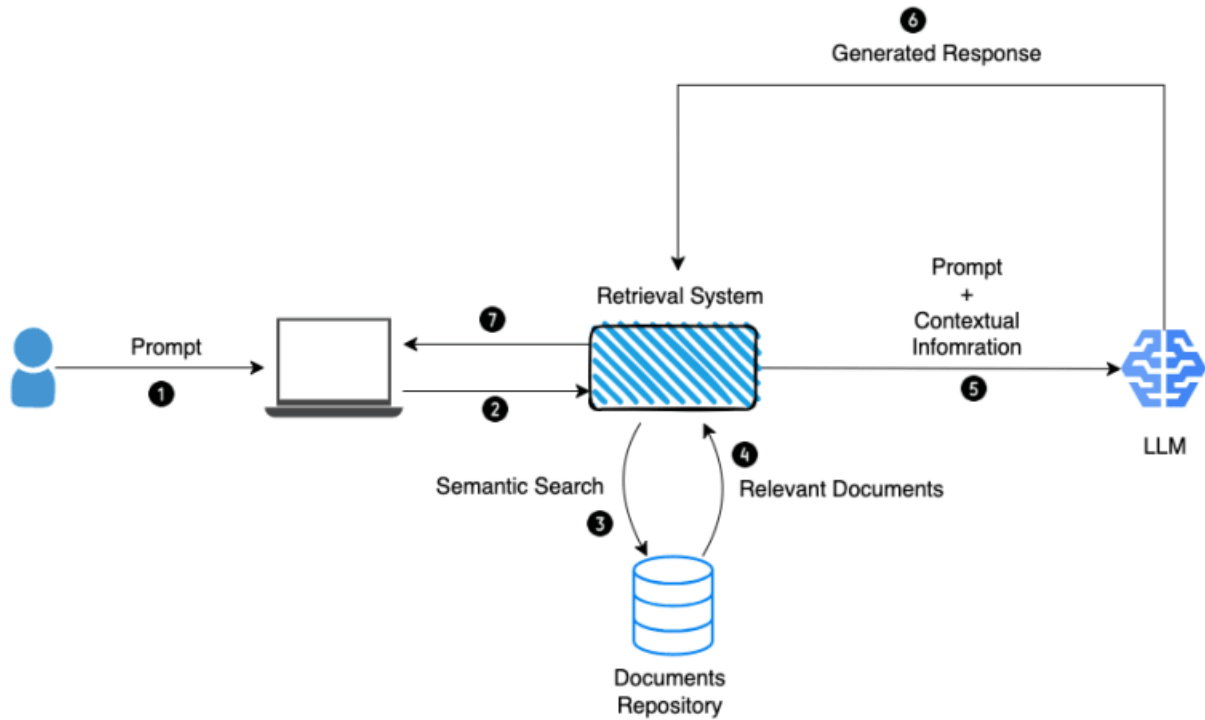 6
Generated Response
Prompt
+
Contextual
Infomration
5
Retrieval System
7
Prompt
1
2
LLM
4
Semantic Search
Relevant Documents
3
Documents
Repository